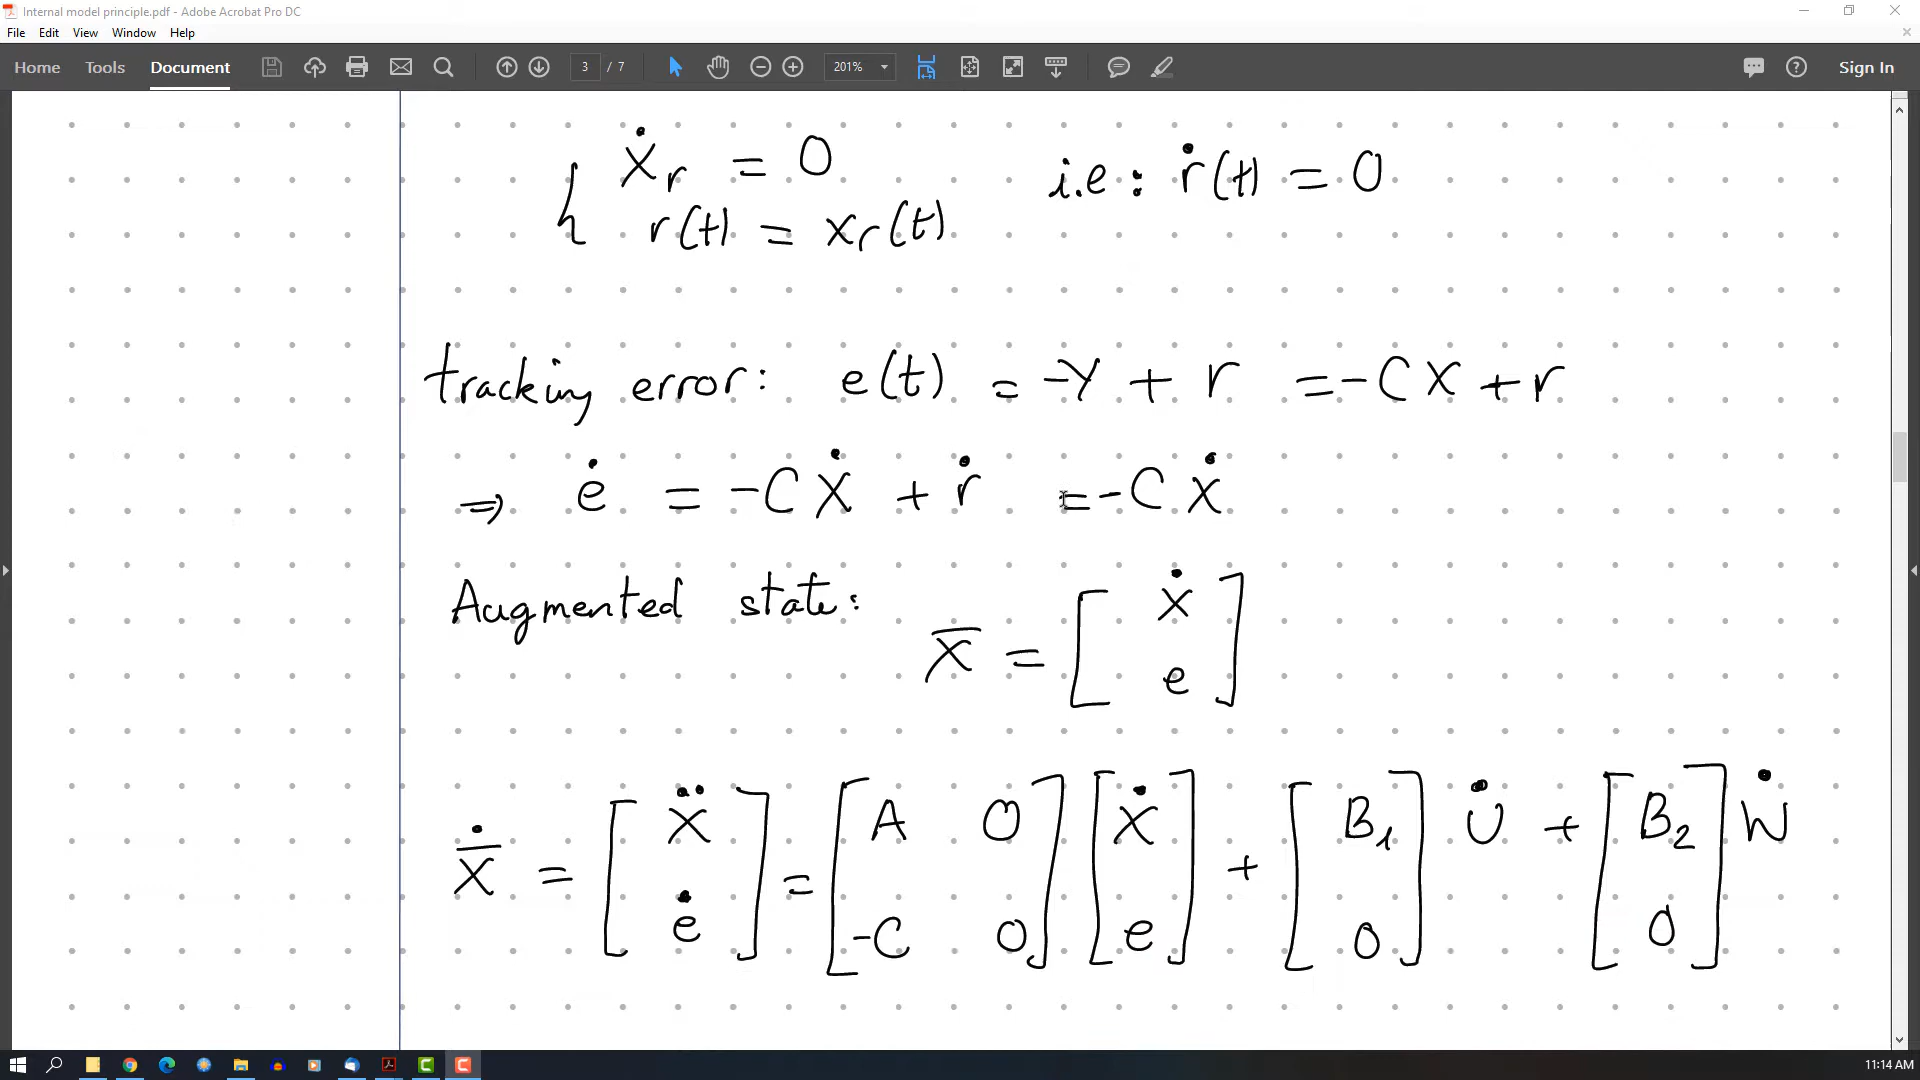 Internal model principle.pdf - Adobe Acrobat Pro DC
File Edit View Window Help
Home Tools Document 3 / 7 201% Sign In
ẋr = 0 i.e : ṙ(t) = 0
r(t) = xr(t)
tracking error: e(t) = -Y + r = -CX + r
⇒ ė = -CẊ + ṙ = -CẊ
Augmented state:
X̄ = [ ẋ
e ]
Ẋ̄ = [ Ẍ ; ė ] = [ A 0 ; -C 0 ] [ Ẋ ; e ] + [ B1 ; 0 ] U̇ + [ B2 ; 0 ] Ẇ
11:14 AM